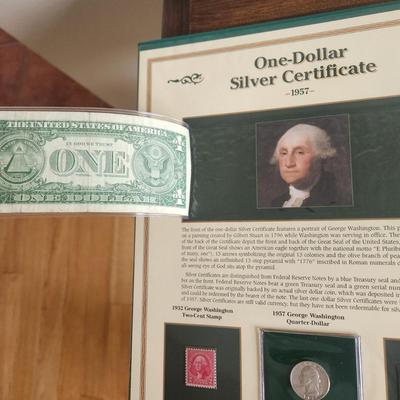 One-Dollar
Silver Certificate
–1957–
THE UNITED STATES OF AMERICA
IN GOD WE TRUST
ONE
ONE DOLLAR
The front of the one dollar Silver Certificate features a portrait of George Washington. This p
on a painting created by Gilbert Stuart in 1796 while Washington was serving in office. The
of the back of the Certificate depict the front and back of the Great Seal of the United States,
front of the Great Seal shows an American eagle together with the national motto "E Pluribu
of many, one"), 13 arrows symbolizing the original 13 colonies and the olive branch of peace
the seal shows an unfinished 13 step pyramid with "1776" inscribed in Roman numerals
all-seeing eye of God sits atop the pyramid.
Silver Certificates are distinguished from Federal Reserve Notes by a blue Treasury seal and
ber on the front. Federal Reserve Notes bear a green Treasury seal and a green serial num
Silver Certificate was originally backed by an actual silver dollar coin, which was deposited in
and could be redeemed by the bearer of the note. The last one dollar Silver Certificates were
of 1957. Silver Certificates are still valid currency, but they have not been redeemable for silve
1932 George Washington
Two-Cent Stamp
1957 George Washington
Quarter-Dollar